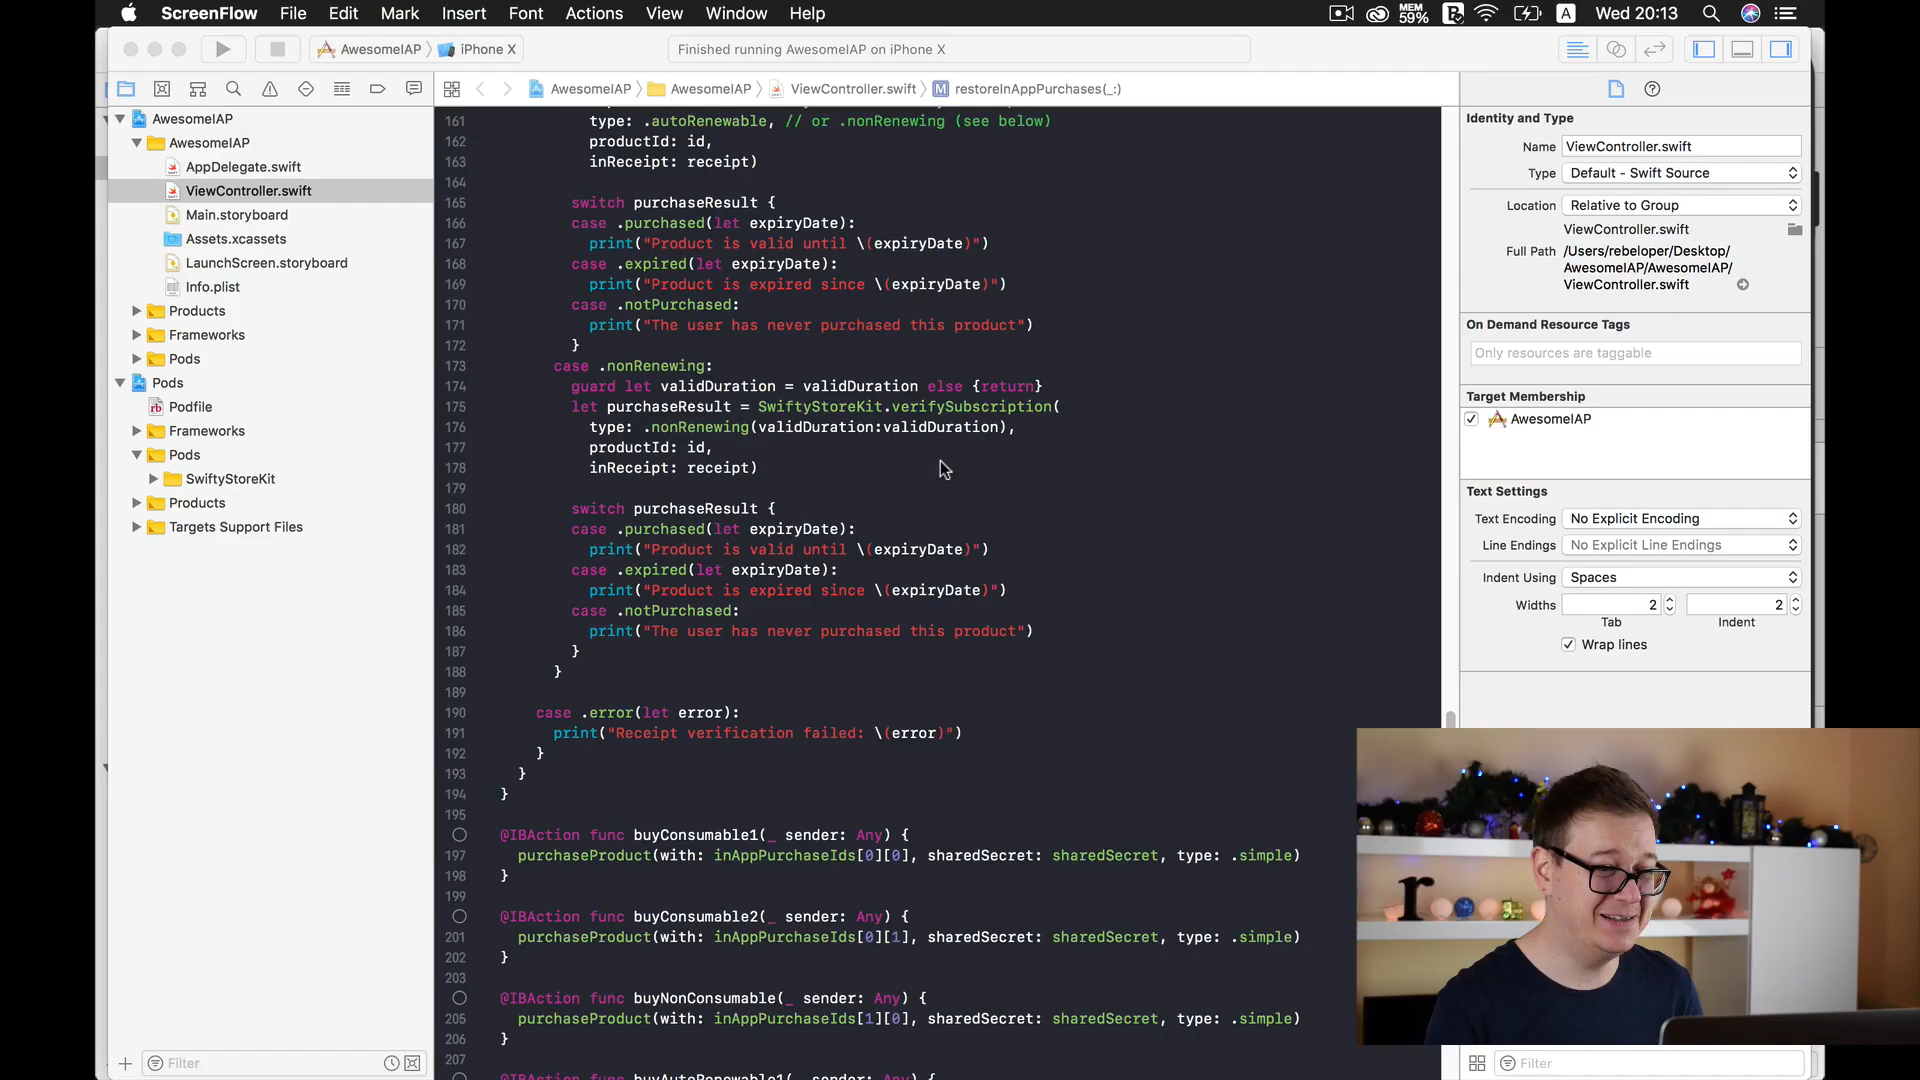 ScreenFlow File Edit Mark Insert Font Actions View Window Help MEM 59% A Wed 20:13
AwesomeIAP iPhone X Finished running AwesomeIAP on iPhone X
AwesomeIAP AwesomeIAP ViewController.swift M restoreInAppPurchases(_:)
AwesomeIAP
AwesomeIAP
AppDelegate.swift
ViewController.swift
Main.storyboard
Assets.xcassets
LaunchScreen.storyboard
Info.plist
Products
Frameworks
Pods
Pods
Podfile
Frameworks
Pods
SwiftyStoreKit
Products
Targets Support Files
Filter
161 type: .autoRenewable, // or .nonRenewing (see below)
162 productId: id,
163 inReceipt: receipt)
164
165 switch purchaseResult {
166 case .purchased(let expiryDate):
167 print("Product is valid until \(expiryDate)")
168 case .expired(let expiryDate):
169 print("Product is expired since \(expiryDate)")
170 case .notPurchased:
171 print("The user has never purchased this product")
172 }
173 case .nonRenewing:
174 guard let validDuration = validDuration else {return}
175 let purchaseResult = SwiftyStoreKit.verifySubscription(
176 type: .nonRenewing(validDuration:validDuration),
177 productId: id,
178 inReceipt: receipt)
179
180 switch purchaseResult {
181 case .purchased(let expiryDate):
182 print("Product is valid until \(expiryDate)")
183 case .expired(let expiryDate):
184 print("Product is expired since \(expiryDate)")
185 case .notPurchased:
186 print("The user has never purchased this product")
187 }
188 }
189
190 case .error(let error):
191 print("Receipt verification failed: \(error)")
192 }
193 }
194 }
195
@IBAction func buyConsumable1(_ sender: Any) {
197 purchaseProduct(with: inAppPurchaseIds[0][0], sharedSecret: sharedSecret, type: .simple)
198 }
199
@IBAction func buyConsumable2(_ sender: Any) {
201 purchaseProduct(with: inAppPurchaseIds[0][1], sharedSecret: sharedSecret, type: .simple)
202 }
203
@IBAction func buyNonConsumable(_ sender: Any) {
205 purchaseProduct(with: inAppPurchaseIds[1][0], sharedSecret: sharedSecret, type: .simple)
206 }
207
@IBAction func buyAutoRenewable1(_ sender: Any) {
Identity and Type
Name ViewController.swift
Type Default - Swift Source
Location Relative to Group
ViewController.swift
Full Path /Users/rebeloper/Desktop/
AwesomeIAP/AwesomeIAP/
ViewController.swift
On Demand Resource Tags
Only resources are taggable
Target Membership
AwesomeIAP
Text Settings
Text Encoding No Explicit Encoding
Line Endings No Explicit Line Endings
Indent Using Spaces
Widths 2 2
Tab Indent
Wrap lines
r
Filter